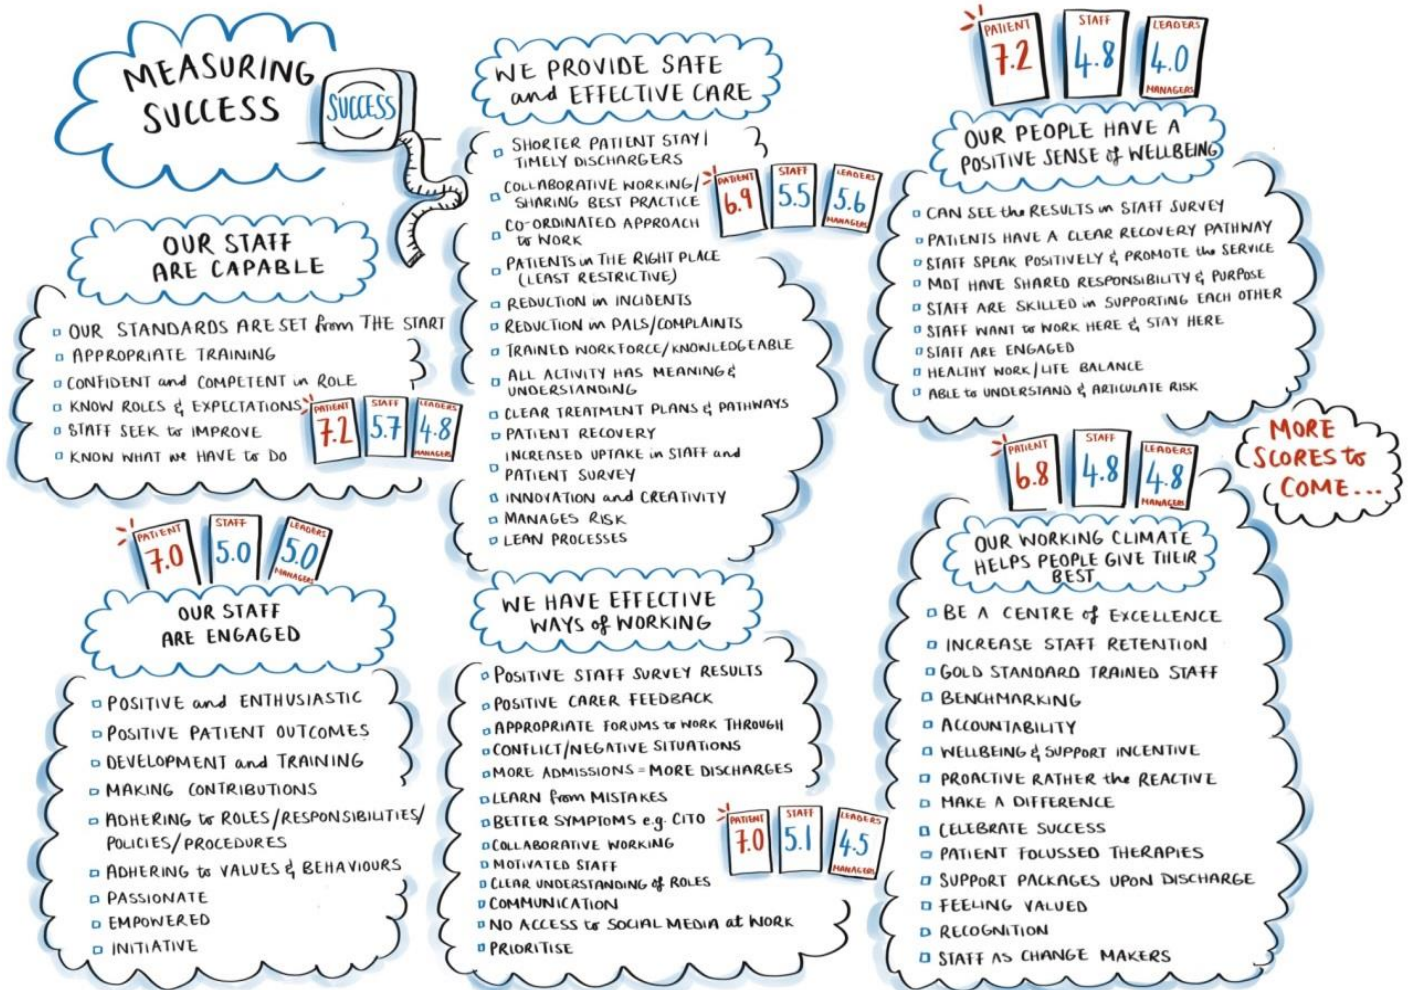 MEASURING
SUCCESS
SUCCESS
OUR STAFF
ARE CAPABLE
OUR STANDARDS ARE SET from THE START
APPROPRIATE TRAINING
CONFIDENT and COMPETENT in ROLE
KNOW ROLES & EXPECTATIONS
STAFF SEEK to IMPROVE
KNOW WHAT we HAVE to DO
PATIENT
7.2
STAFF
5.7
LEADERS
4.8
MANAGERS
PATIENT
7.0
STAFF
5.0
LEADERS
5.0
MANAGERS
OUR STAFF
ARE ENGAGED
POSITIVE and ENTHUSIASTIC
POSITIVE PATIENT OUTCOMES
DEVELOPMENT and TRAINING
MAKING CONTRIBUTIONS
ADHERING to ROLES/RESPONSIBILITIES/
POLICIES/PROCEDURES
ADHERING to VALUES & BEHAVIOURS
PASSIONATE
EMPOWERED
INITIATIVE
WE PROVIDE SAFE
and EFFECTIVE CARE
SHORTER PATIENT STAY/
TIMELY DISCHARGERS
COLLABORATIVE WORKING/
SHARING BEST PRACTICE
CO-ORDINATED APPROACH
to WORK
PATIENTS in THE RIGHT PLACE
(LEAST RESTRICTIVE)
REDUCTION in INCIDENTS
REDUCTION in PALS/COMPLAINTS
TRAINED WORKFORCE/KNOWLEDGEABLE
ALL ACTIVITY HAS MEANING &
UNDERSTANDING
CLEAR TREATMENT PLANS & PATHWAYS
PATIENT RECOVERY
INCREASED UPTAKE in STAFF and
PATIENT SURVEY
INNOVATION and CREATIVITY
MANAGES RISK
LEAN PROCESSES
PATIENT
6.9
STAFF
5.5
LEADERS
5.6
MANAGERS
WE HAVE EFFECTIVE
WAYS of WORKING
POSITIVE STAFF SURVEY RESULTS
POSITIVE CARER FEEDBACK
APPROPRIATE FORUMS to WORK THROUGH
CONFLICT/NEGATIVE SITUATIONS
MORE ADMISSIONS = MORE DISCHARGES
LEARN from MISTAKES
BETTER SYMPTOMS e.g. CITO
COLLABORATIVE WORKING
MOTIVATED STAFF
CLEAR UNDERSTANDING of ROLES
COMMUNICATION
NO ACCESS to SOCIAL MEDIA at WORK
PRIORITISE
PATIENT
7.0
STAFF
5.1
LEADERS
4.5
MANAGERS
PATIENT
7.2
STAFF
4.8
LEADERS
4.0
MANAGERS
OUR PEOPLE HAVE A
POSITIVE SENSE of WELLBEING
CAN SEE the RESULTS in STAFF SURVEY
PATIENTS HAVE A CLEAR RECOVERY PATHWAY
STAFF SPEAK POSITIVELY & PROMOTE the SERVICE
MDT HAVE SHARED RESPONSIBILITY & PURPOSE
STAFF ARE SKILLED in SUPPORTING EACH OTHER
STAFF WANT to WORK HERE & STAY HERE
STAFF ARE ENGAGED
HEALTHY WORK/LIFE BALANCE
ABLE to UNDERSTAND & ARTICULATE RISK
MORE
SCORES to
COME...
PATIENT
6.8
STAFF
4.8
LEADERS
4.8
MANAGERS
OUR WORKING CLIMATE
HELPS PEOPLE GIVE THEIR
BEST
BE A CENTRE of EXCELLENCE
INCREASE STAFF RETENTION
GOLD STANDARD TRAINED STAFF
BENCHMARKING
ACCOUNTABILITY
WELLBEING & SUPPORT INCENTIVE
PROACTIVE RATHER the REACTIVE
MAKE A DIFFERENCE
CELEBRATE SUCCESS
PATIENT FOCUSSED THERAPIES
SUPPORT PACKAGES UPON DISCHARGE
FEELING VALUED
RECOGNITION
STAFF AS CHANGE MAKERS